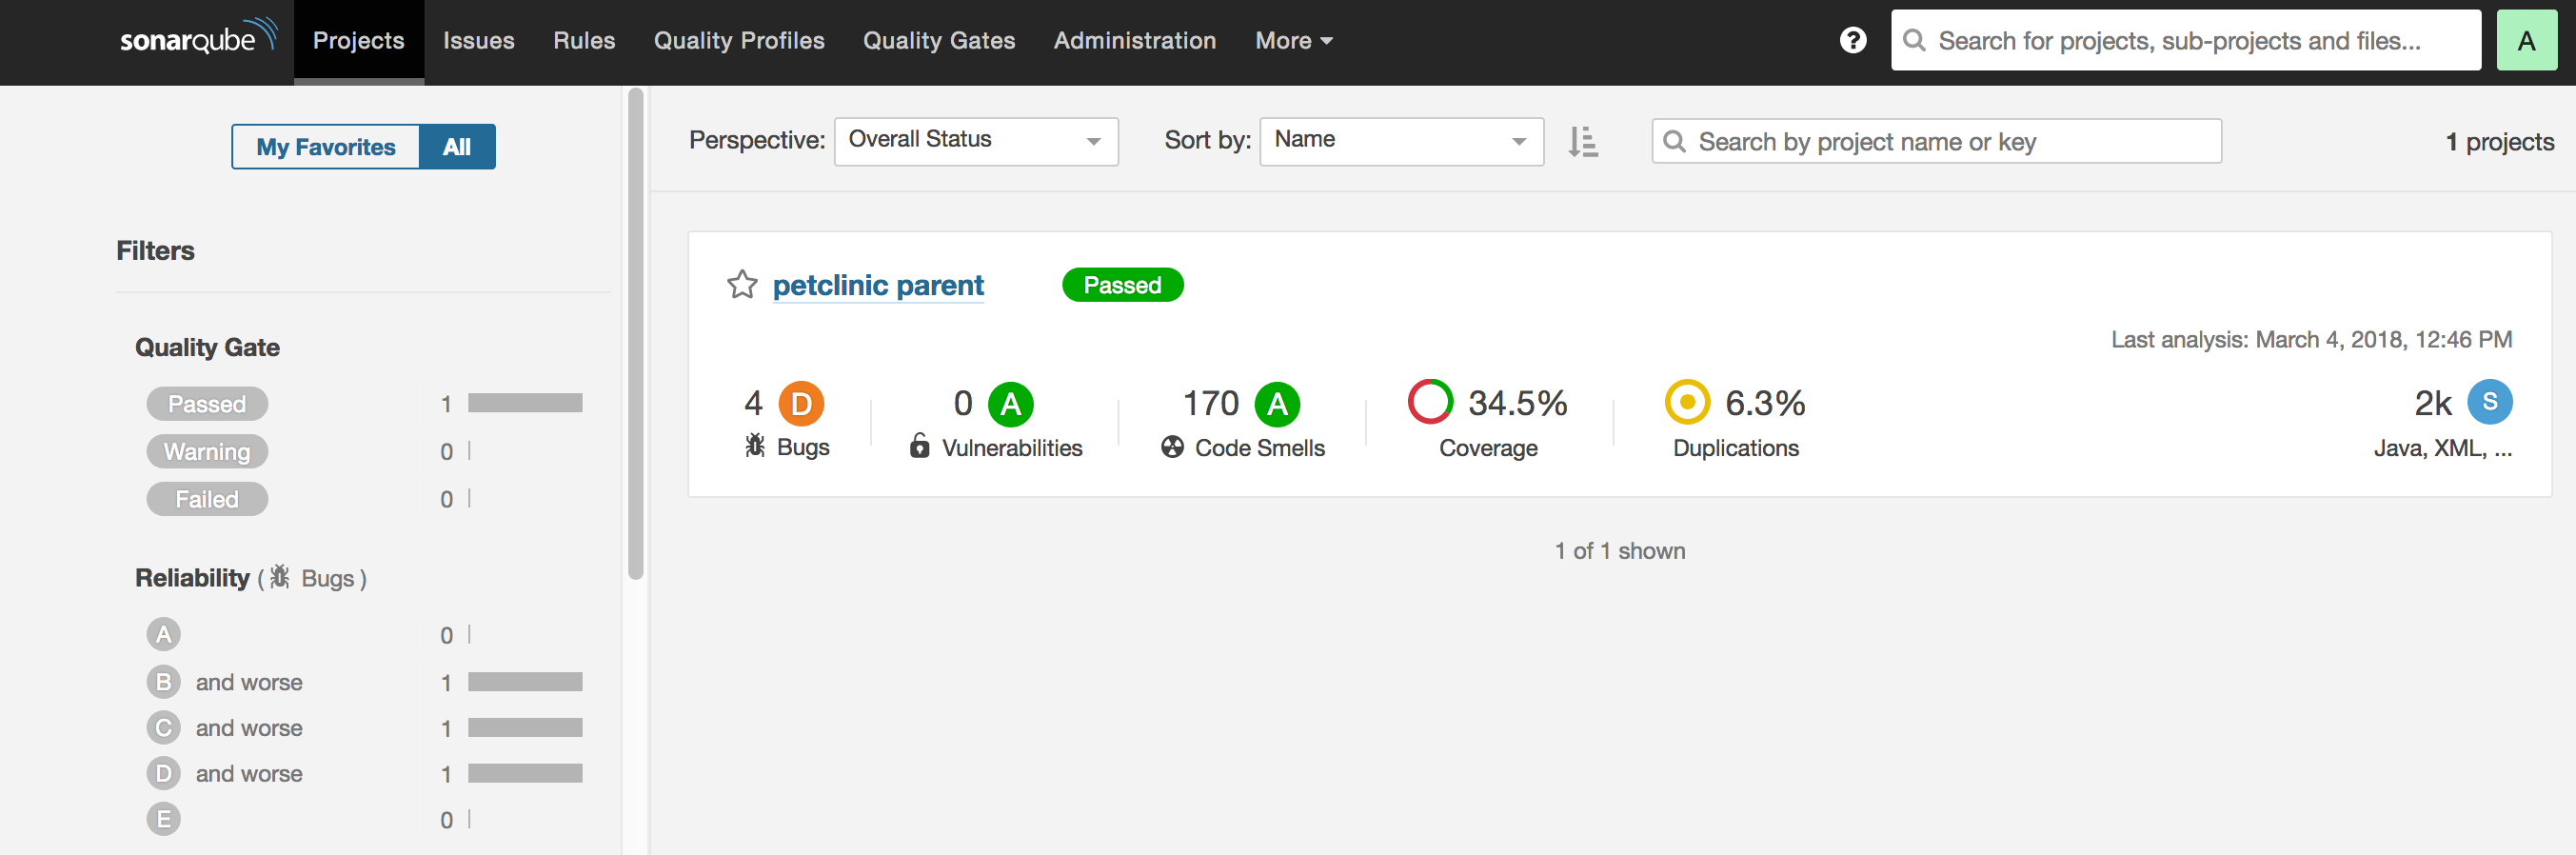 sonarqube Projects Issues Rules Quality Profiles Quality Gates Administration More ? Search for projects, sub-projects and files... A
My Favorites All
Perspective: Overall Status Sort by: Name Search by project name or key 1 projects
Filters
Quality Gate
Passed 1
Warning 0
Failed 0
Reliability ( Bugs )
A 0
B and worse 1
C and worse 1
D and worse 1
E 0
petclinic parent Passed
Last analysis: March 4, 2018, 12:46 PM
4 D 0 A 170 A 34.5% 6.3% 2k S
Bugs Vulnerabilities Code Smells Coverage Duplications Java, XML, ...
1 of 1 shown